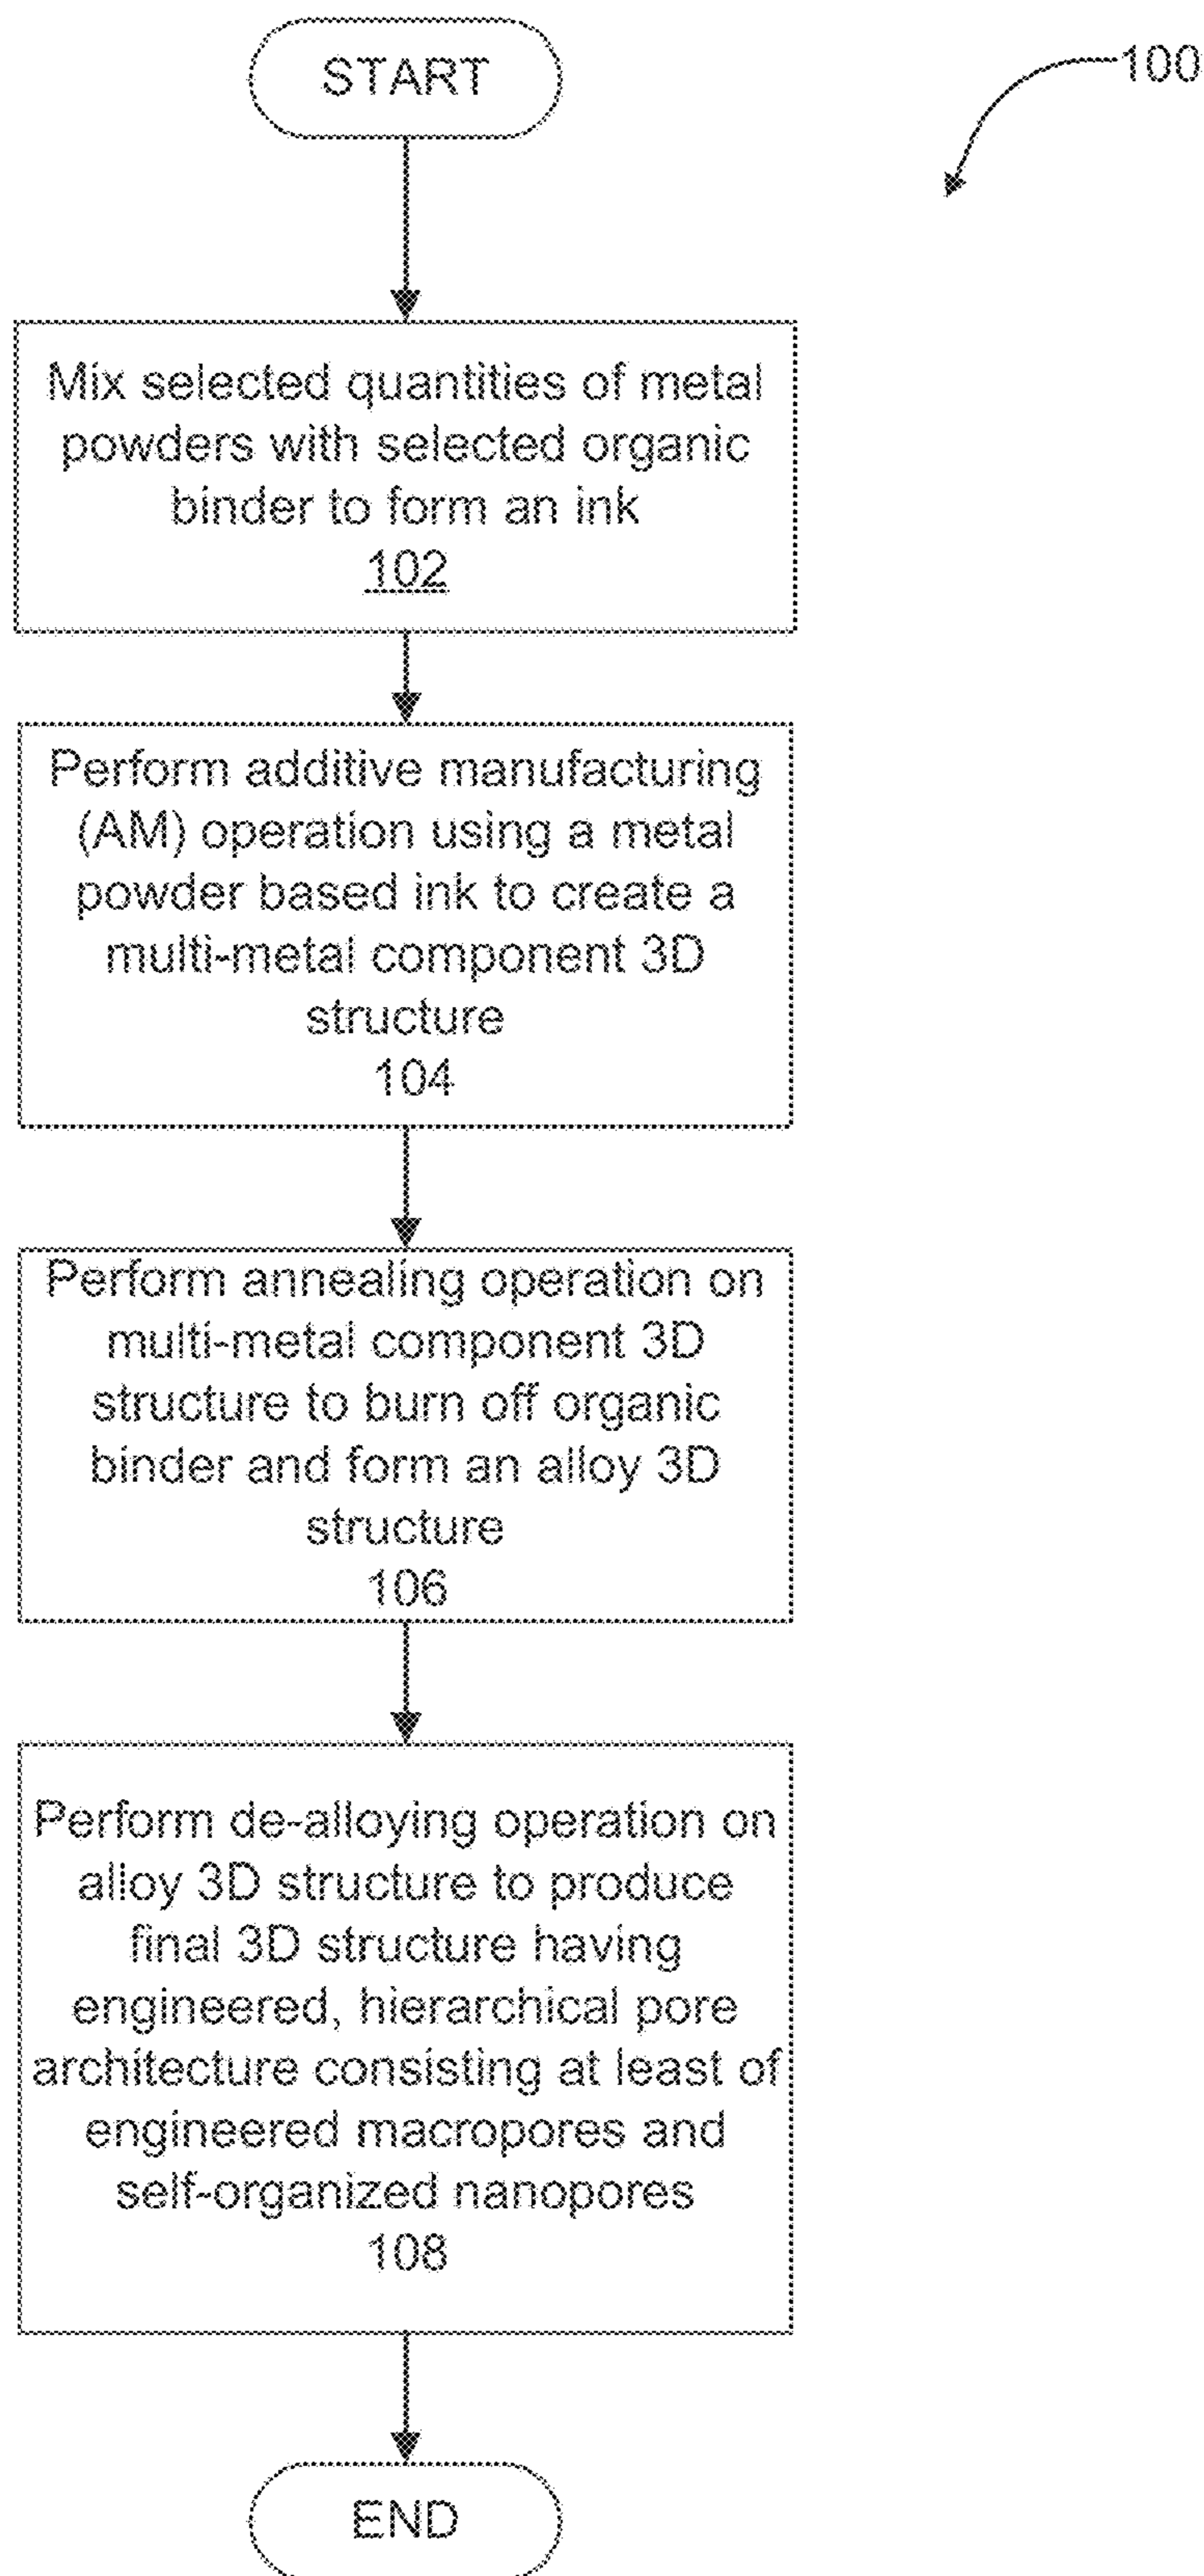 START
100
Mix selected quantities of metal
powders with selected organic
binder to form an ink
102
Perform additive manufacturing
(AM) operation using a metal
powder based ink to create a
multi-metal component 3D
structure
104
Perform annealing operation on
multi-metal component 3D
structure to burn off organic
binder and form an alloy 3D
structure
106
Perform de-alloying operation on
alloy 3D structure to produce
final 3D structure having
engineered, hierarchical pore
architecture consisting at least of
engineered macropores and
self-organized nanopores
108
END